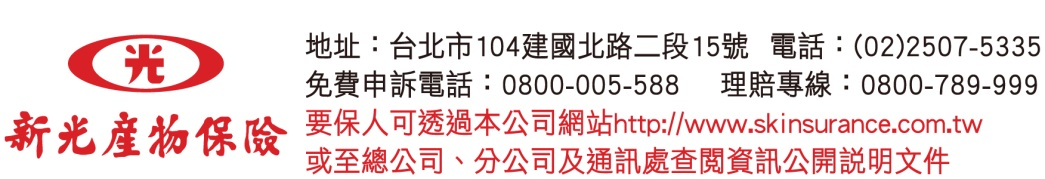 光
新光産物保險
地址：台北市104建國北路二段15號 電話：(02)2507-5335
免費申訴電話：0800-005-588 理賠專線：0800-789-999
要保人可透過本公司網站http://www.skinsurance.com.tw
或至總公司、分公司及通訊處查閱資訊公開説明文件